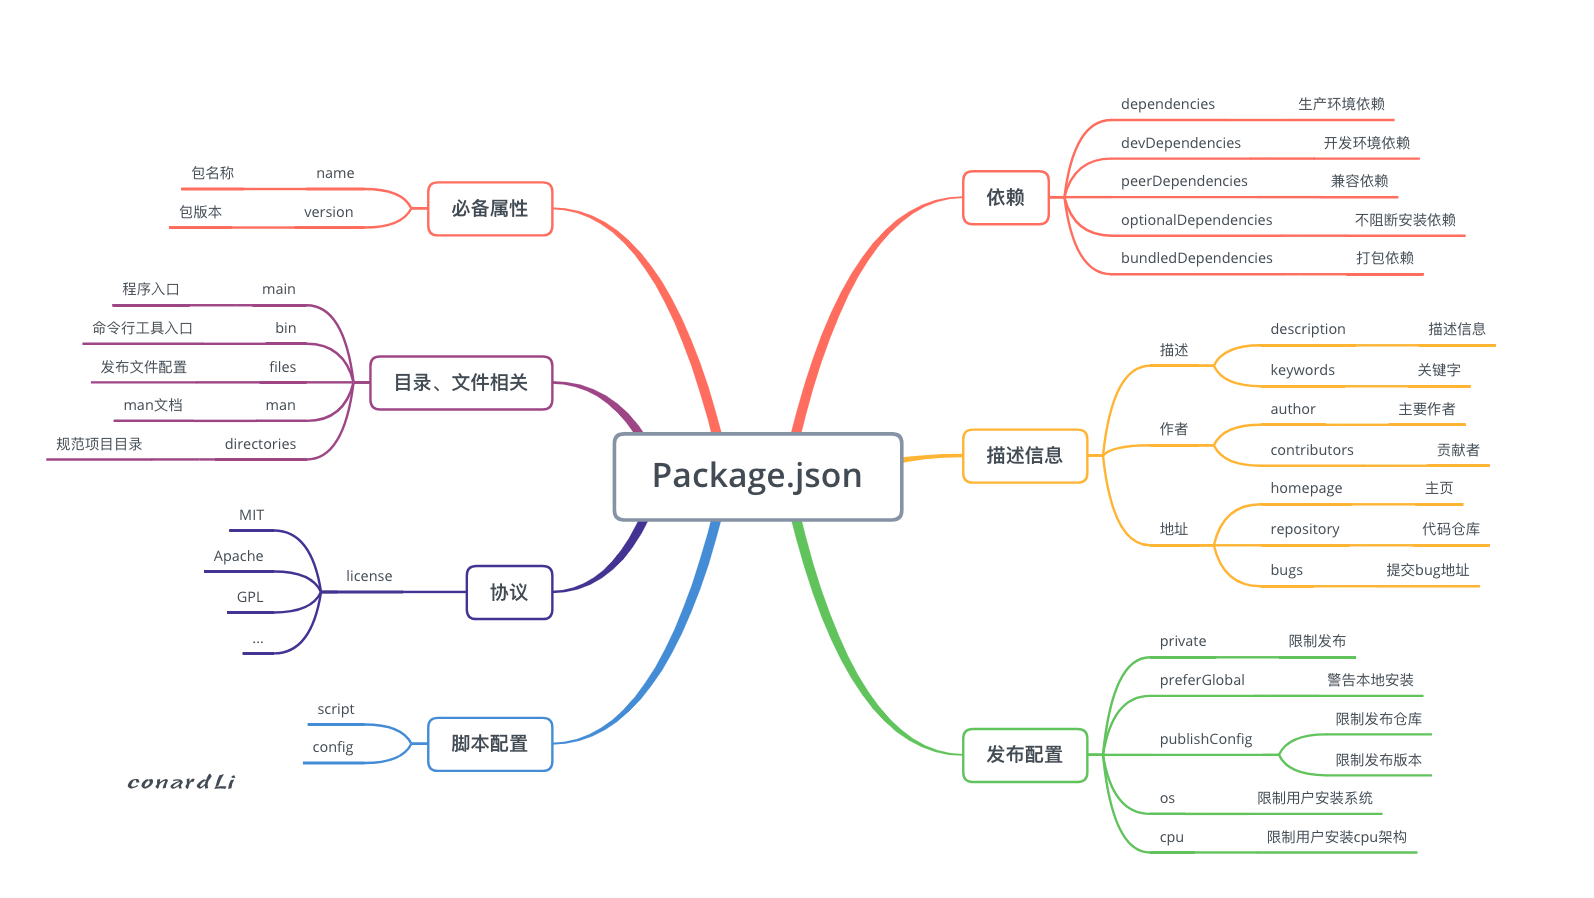 Package.json
必备属性
name 包名称
version 包版本
目录、文件相关
main 程序入口
bin 命令行工具入口
files 发布文件配置
man man文档
directories 规范项目目录
协议
license
MIT
Apache
GPL
...
脚本配置
script
config
依赖
dependencies 生产环境依赖
devDependencies 开发环境依赖
peerDependencies 兼容依赖
optionalDependencies 不阻断安装依赖
bundledDependencies 打包依赖
描述信息
描述
description 描述信息
keywords 关键字
作者
author 主要作者
contributors 贡献者
地址
homepage 主页
repository 代码仓库
bugs 提交bug地址
发布配置
private 限制发布
preferGlobal 警告本地安装
publishConfig
限制发布仓库
限制发布版本
os 限制用户安装系统
cpu 限制用户安装cpu架构
conardLi